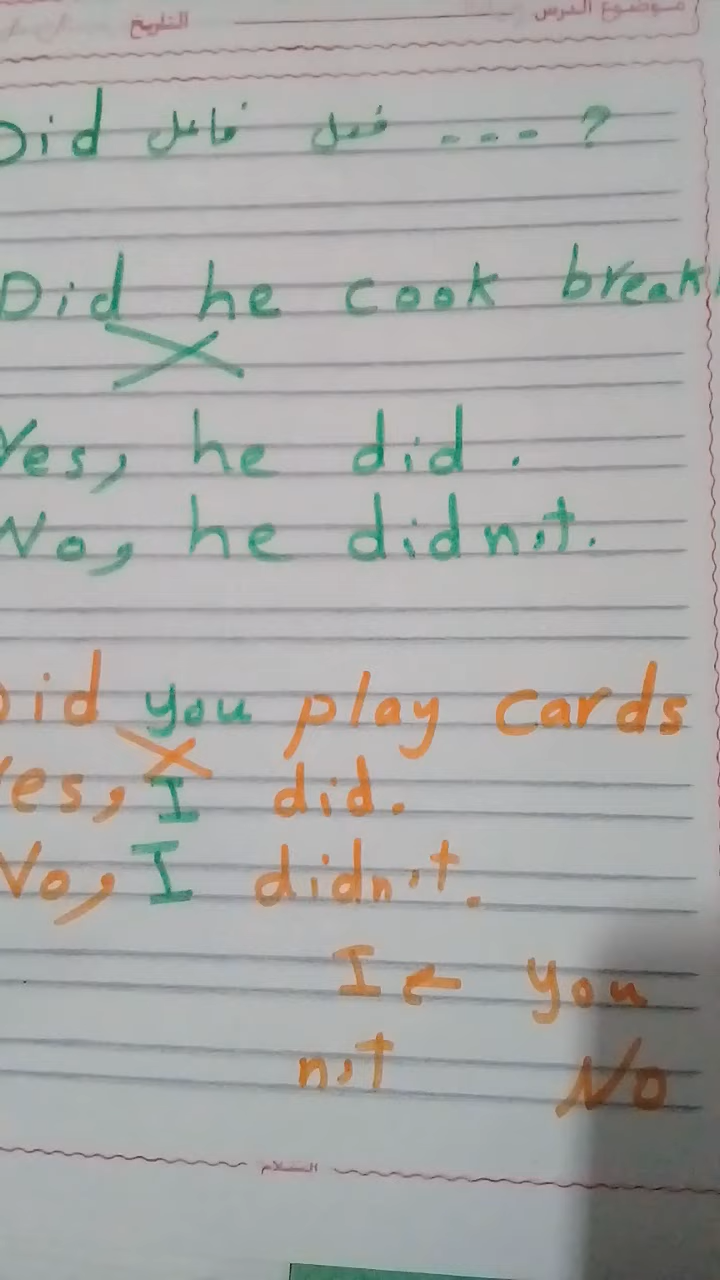 موضوع الدرس التاريخ
Did فاعل فعل ---- ?
Did he cook break
Yes, he did.
No, he didn't.
Did you play cards
Yes, I did.
No, I didn't.
I ← you
n't No
السلام